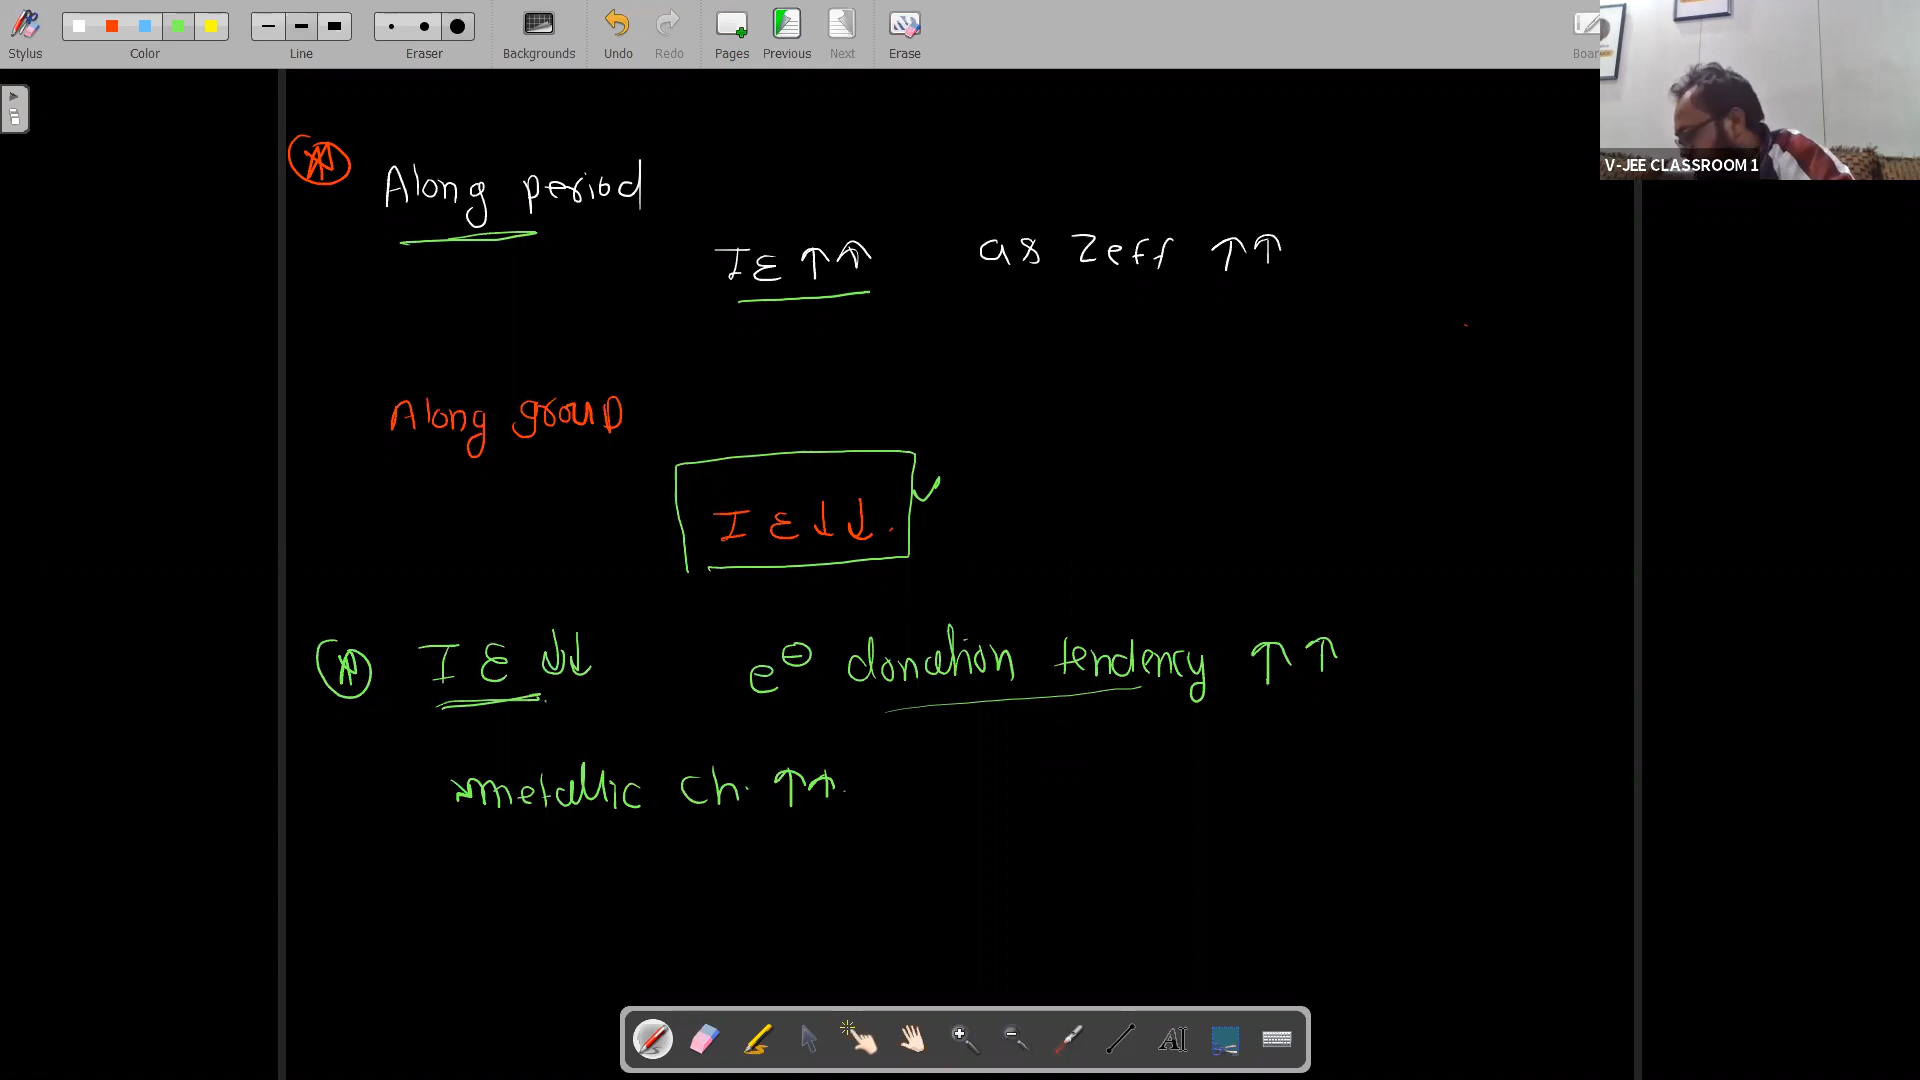 Stylus Color Line Eraser Backgrounds Undo Redo Pages Previous Next Erase Boar
V-JEE CLASSROOM 1
Along period
IE ↑↑ as Zeff ↑↑
Along group
IE↓↓.
IE ↓↓ e⊖ donation tendency ↑↑
metallic ch. ↑↑.